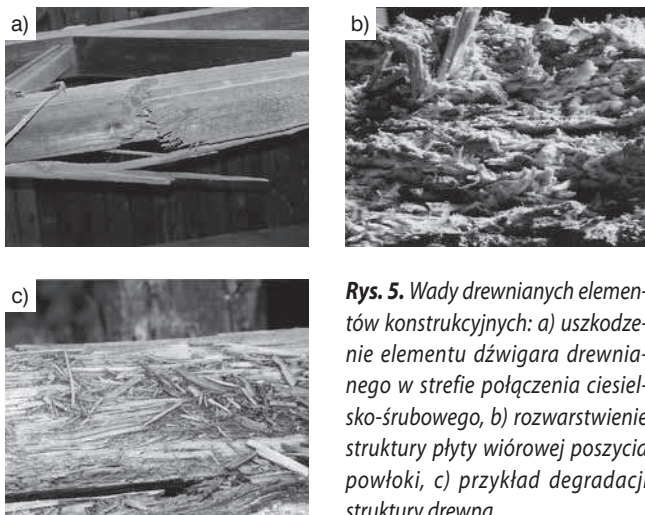 a)
b)
c)
Rys. 5. Wady drewnianych elemen-
tów konstrukcyjnych: a) uszkodze-
nie elementu dźwigara drewnia-
nego w strefie połączenia ciesiel-
sko-śrubowego, b) rozwarstwienie
struktury płyty wiórowej poszycia
powłoki, c) przykład degradacji
struktury drewna